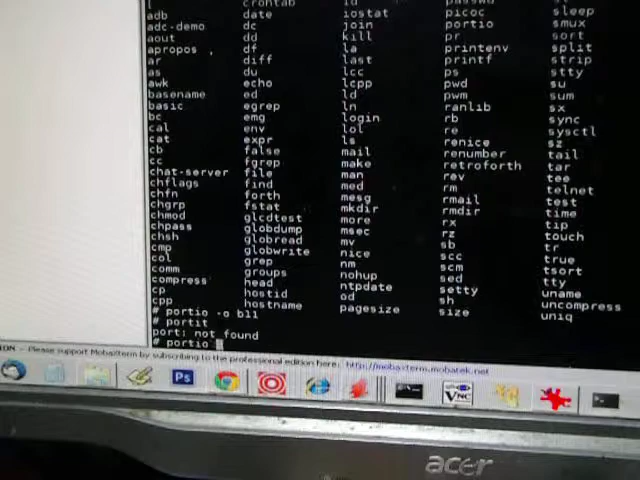 [ crontab id passwd
adb date iostat picoc sleep
adc-demo dc join portio smux
aout dd kill pr sort
apropos df la printenv split
ar diff last printf strip
as du lcc ps stty
awk echo lcpp pwd su
basename ed ld pwm sum
basic egrep ln ranlib sx
bc emg login rb sync
cal env lol re sysctl
cat expr ls renice sz
cb false mail renumber tail
cc fgrep make retroforth tar
chat-server file man rev tee
chflags find med rm telnet
chfn forth mesg rmail test
chgrp fstat mkdir rmdir time
chmod glcdtest more rx tip
chpass globdump msec rz touch
chsh globread mv sb tr
cmp globwrite nice scc true
col grep nm scm tsort
comm groups nohup sed tty
compress head ntpdate setty uname
cp hostid od sh uncompress
cpp hostname pagesize size uniq
# portio -o b11
# portit
port: not found
# portio
ON - Please support MobaXterm by subscribing to the professional edition here: http://mobaxterm.mobatek.net
Ps
VNC
acer